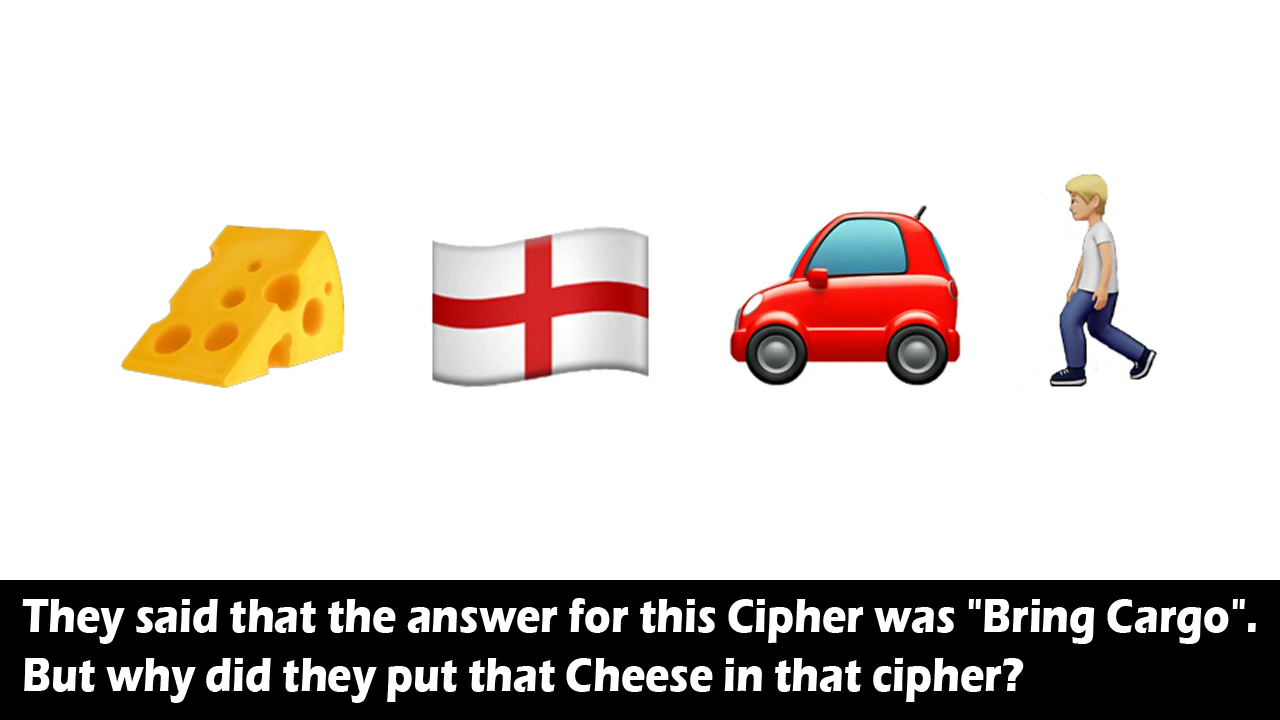 They said that the answer for this Cipher was "Bring Cargo".
But why did they put that Cheese in that cipher?